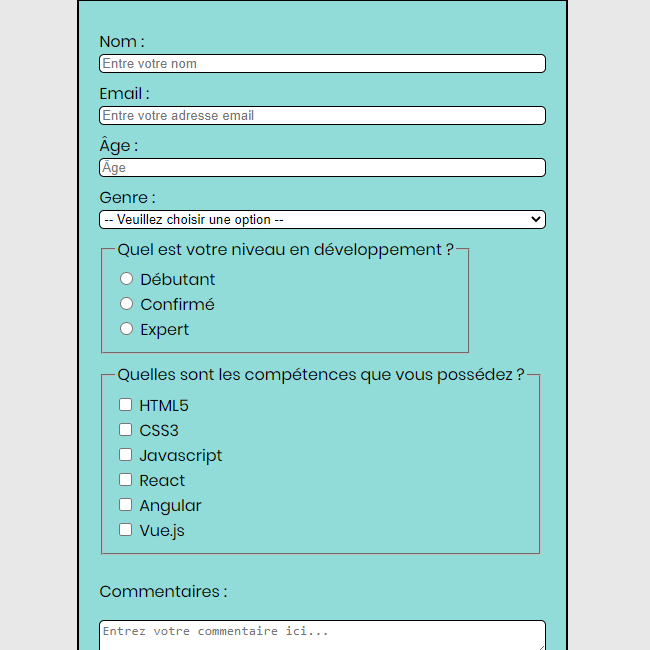 Nom :
Entre votre nom
Email :
Entre votre adresse email
Âge :
Âge
Genre :
-- Veuillez choisir une option --
Quel est votre niveau en développement ?
Débutant
Confirmé
Expert
Quelles sont les compétences que vous possédez ?
HTML5
CSS3
Javascript
React
Angular
Vue.js
Commentaires :
Entrez votre commentaire ici...